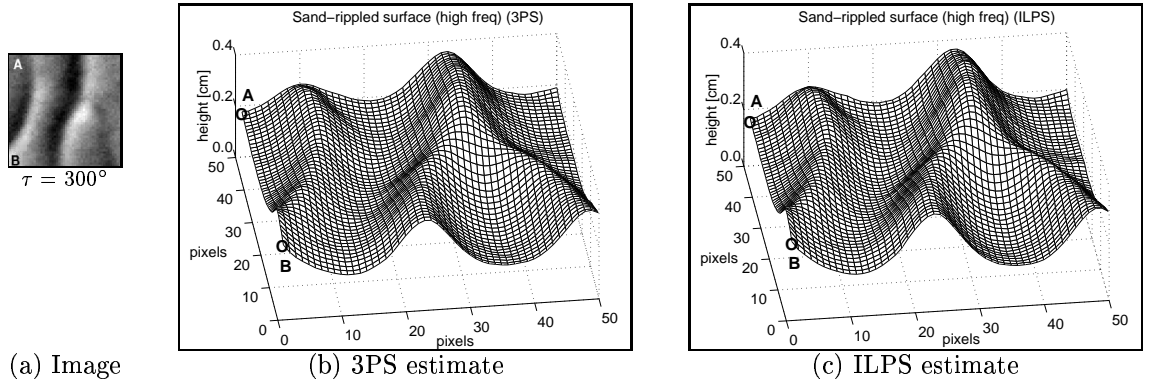 A
B
τ = 300°
(a) Image
Sand−rippled surface (high freq) (3PS)
0.4
0.2
0.0
height [cm]
A
B
50
40
30
20
10
0
pixels
0
10
20
30
40
50
pixels
(b) 3PS estimate
Sand−rippled surface (high freq) (ILPS)
0.4
0.2
0.0
height [cm]
A
B
50
40
30
20
10
0
pixels
0
10
20
30
40
50
pixels
(c) ILPS estimate